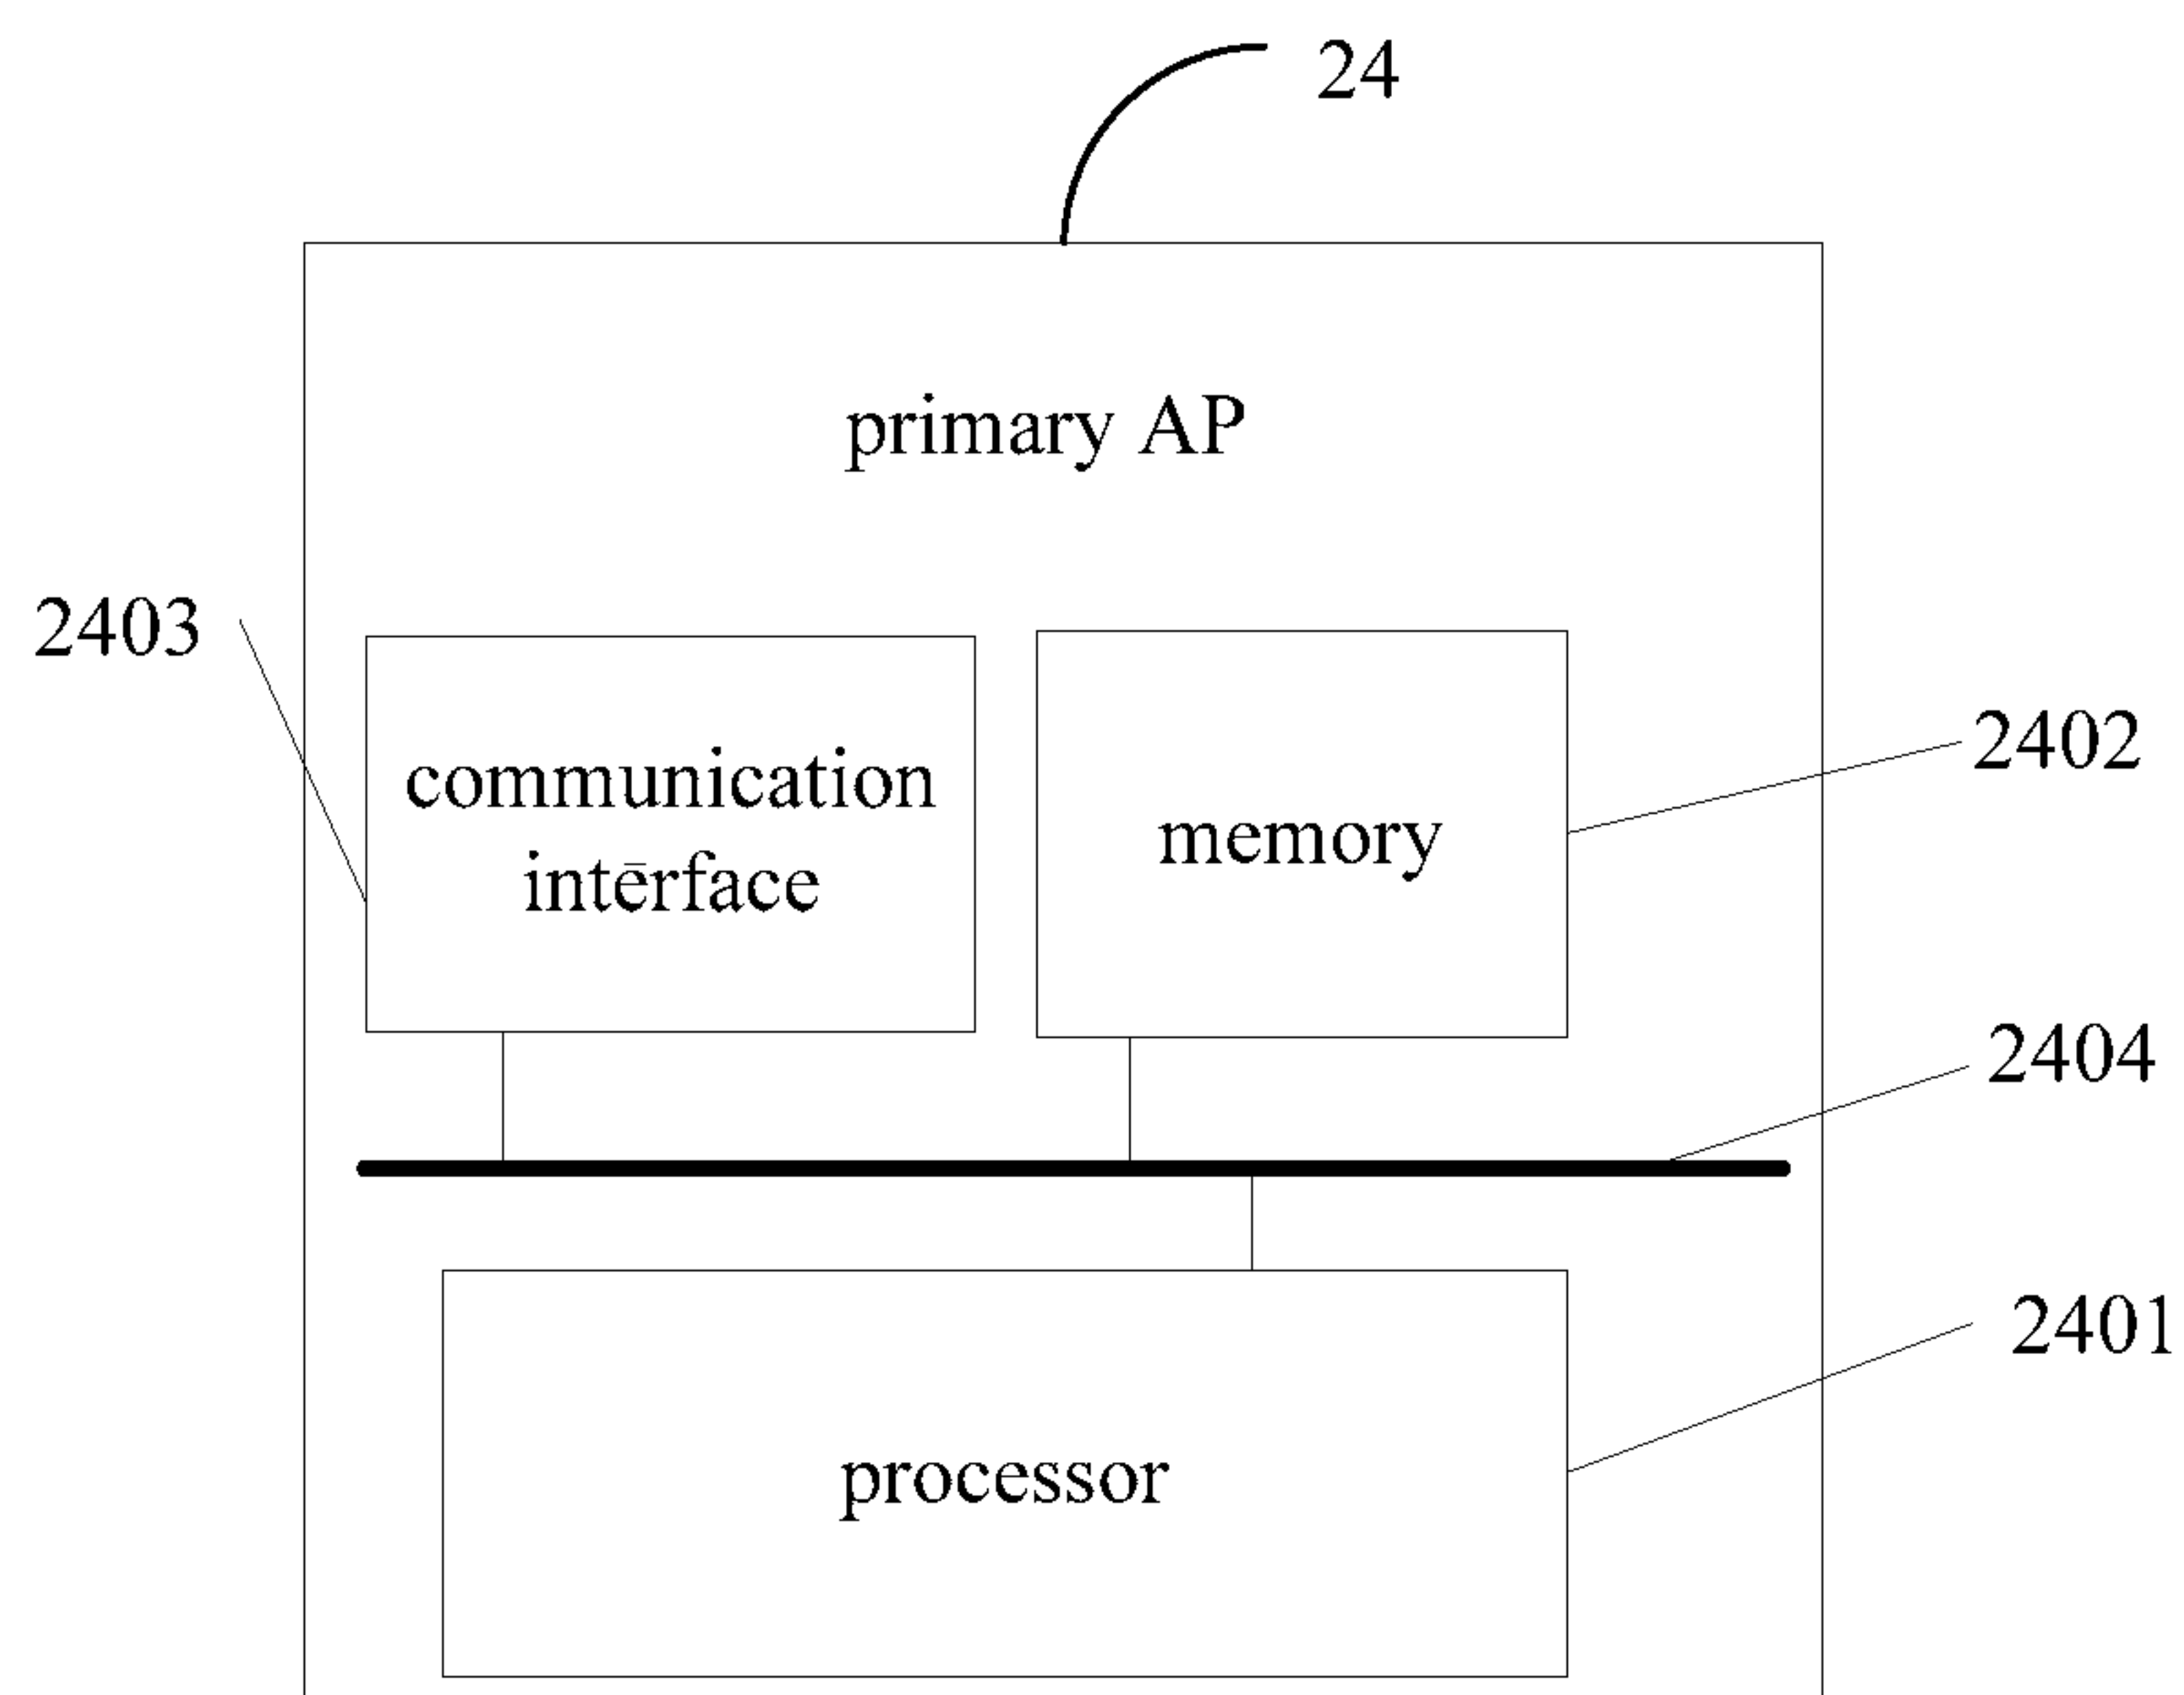 24
primary AP
2403
communication
interface
memory
2402
2404
processor
2401